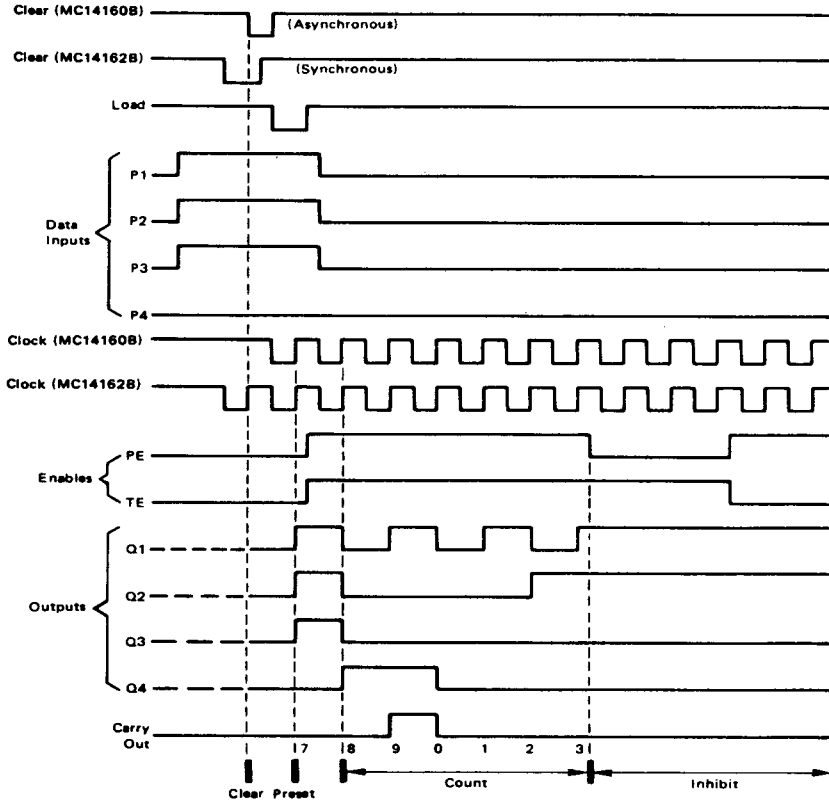 Clear (MC14160B)
(Asynchronous)
Clear (MC14162B)
(Synchronous)
Load
P1
P2
Data
Inputs
P3
P4
Clock (MC14160B)
Clock (MC14162B)
PE
Enables
TE
Q1
Q2
Outputs
Q3
Q4
Carry
Out
7 8 9 0 1 2 3
Count
Inhibit
Clear Preset